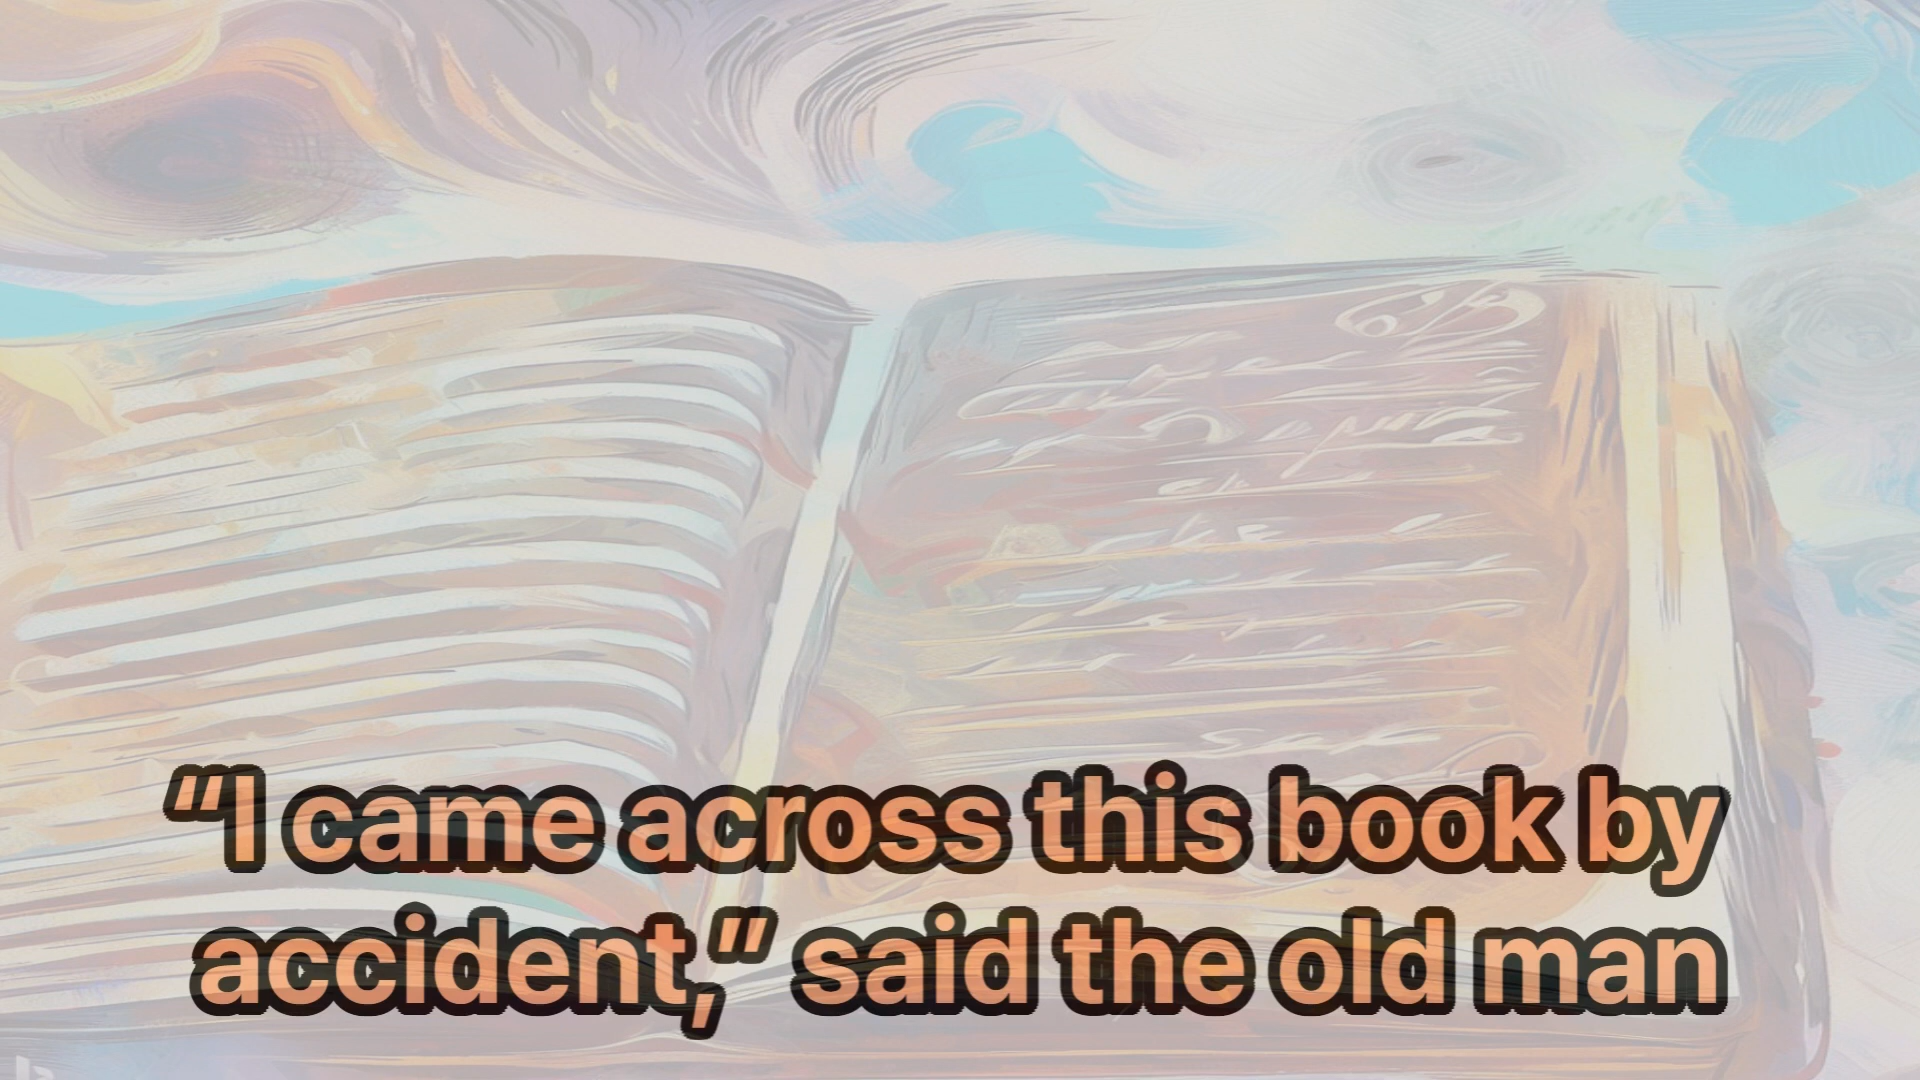 “I came across this book by
accident,” said the old man